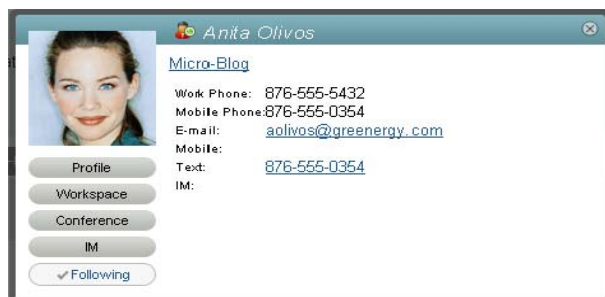 Anita Olivos
Micro-Blog
Work Phone: 876-555-5432
Mobile Phone:876-555-0354
E-mail: aolivos@greenergy.com
Mobile:
Text: 876-555-0354
IM:
Profile
Workspace
Conference
IM
Following